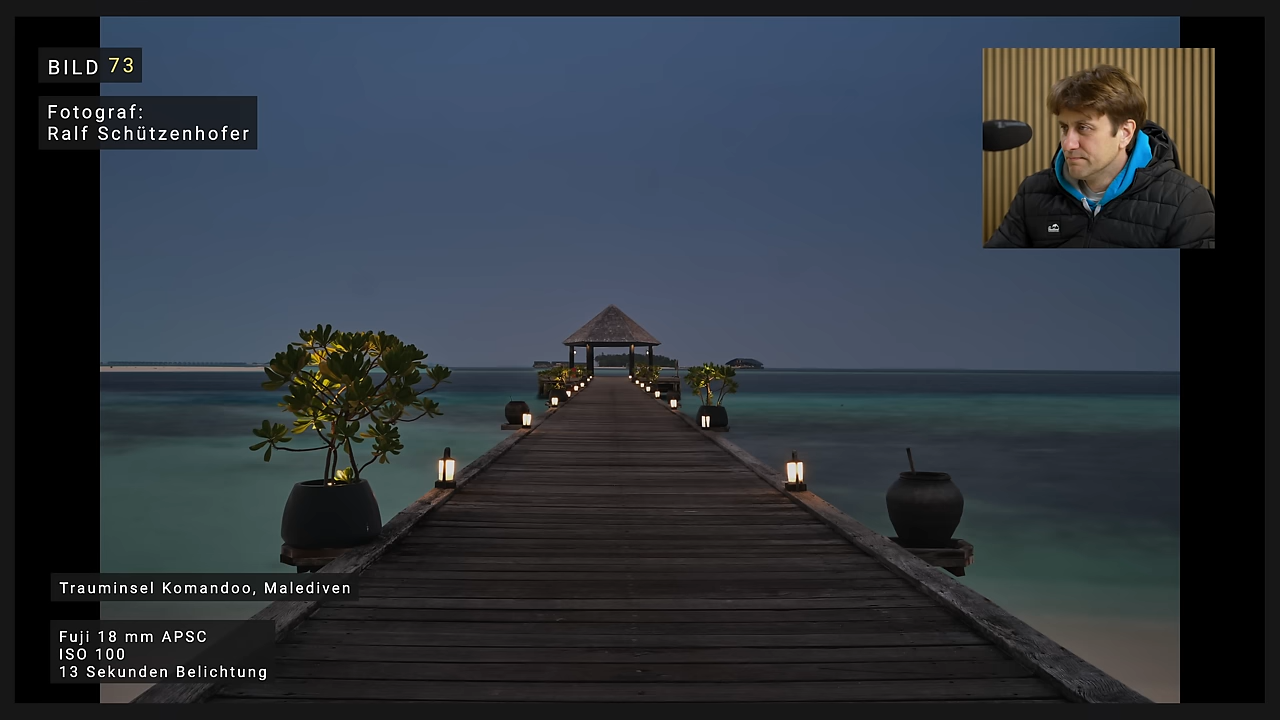 BILD 73
Fotograf:
Ralf Schützenhofer
Trauminsel Komandoo, Malediven
Fuji 18 mm APSC
ISO 100
13 Sekunden Belichtung